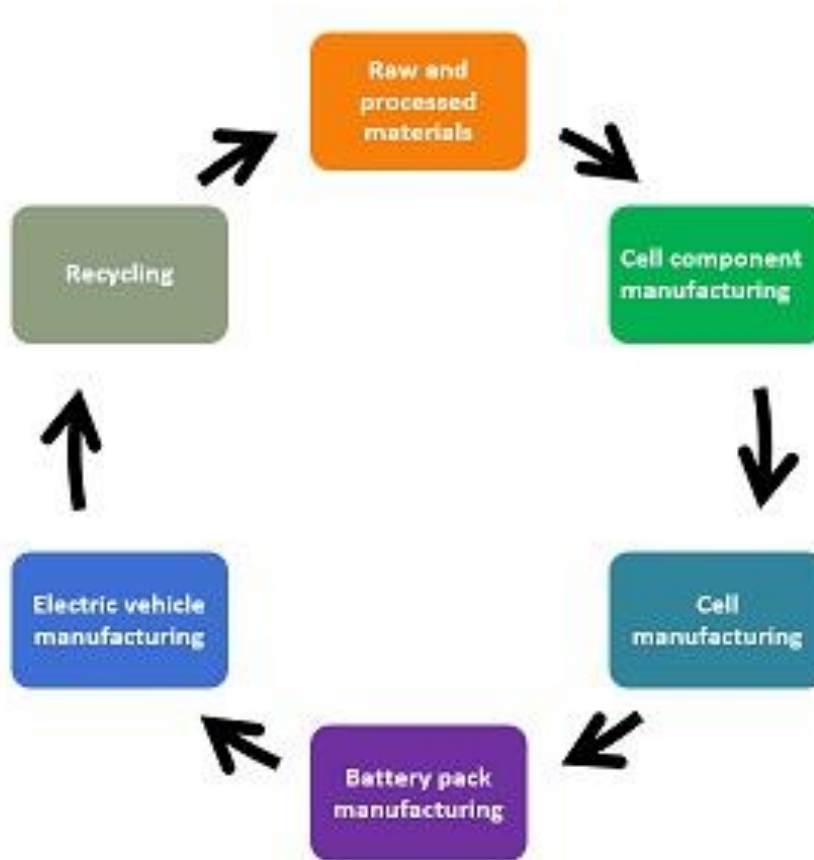 Raw and
processed
materials
Cell component
manufacturing
Cell
manufacturing
Battery pack
manufacturing
Electric vehicle
manufacturing
Recycling